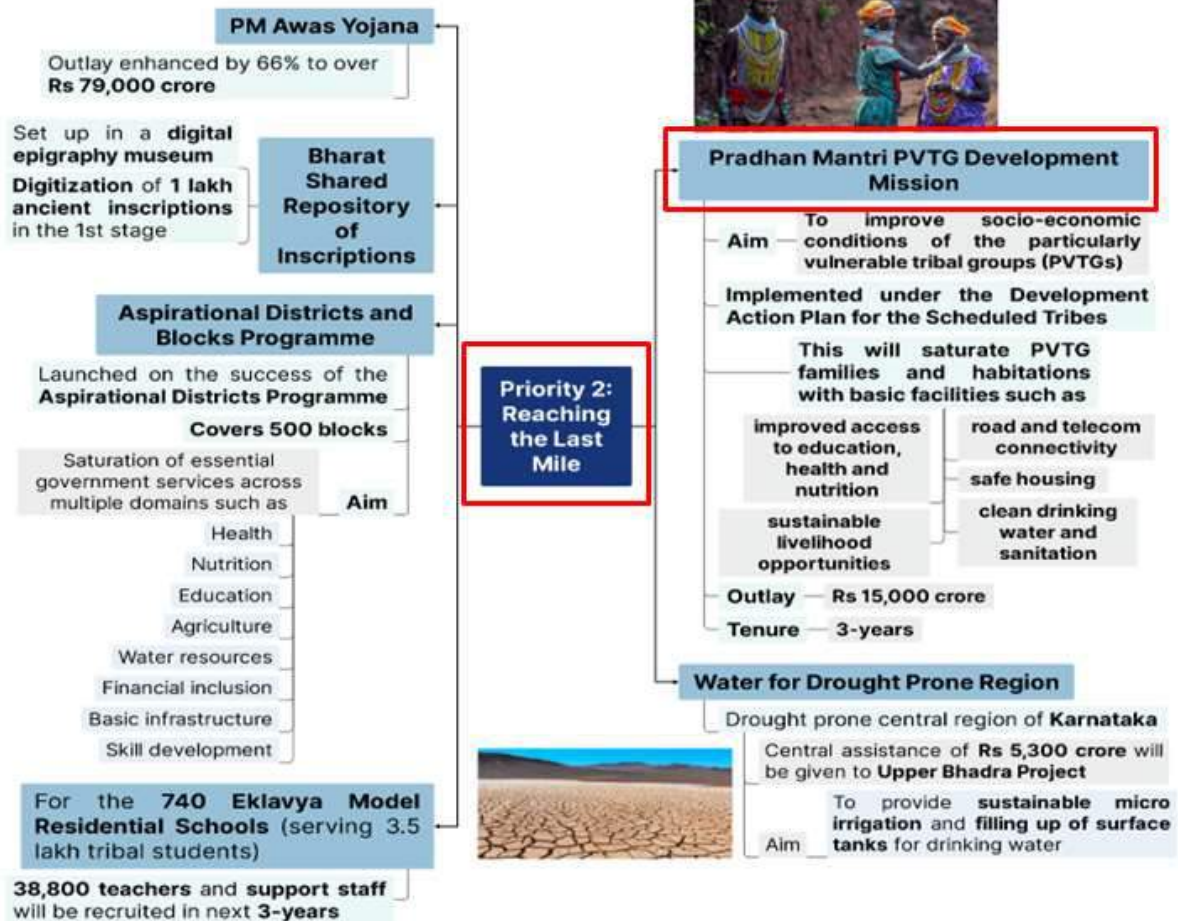 PM Awas Yojana
Outlay enhanced by 66% to over
Rs 79,000 crore
Set up in a digital
epigraphy museum
Digitization of 1 lakh
ancient inscriptions
in the 1st stage
Bharat
Shared
Repository
of
Inscriptions
Aspirational Districts and
Blocks Programme
Launched on the success of the
Aspirational Districts Programme
Covers 500 blocks
Saturation of essential
government services across
multiple domains such as
Aim
Health
Nutrition
Education
Agriculture
Water resources
Financial inclusion
Basic infrastructure
Skill development
For the 740 Eklavya Model
Residential Schools (serving 3.5
lakh tribal students)
38,800 teachers and support staff
will be recruited in next 3-years
Priority 2:
Reaching
the Last
Mile
Pradhan Mantri PVTG Development
Mission
Aim
To improve socio-economic
conditions of the particularly
vulnerable tribal groups (PVTGs)
Implemented under the Development
Action Plan for the Scheduled Tribes
This will saturate PVTG
families and habitations
with basic facilities such as
improved access
to education,
health and
nutrition
sustainable
livelihood
opportunities
road and telecom
connectivity
safe housing
clean drinking
water and
sanitation
Outlay
Rs 15,000 crore
Tenure
3-years
Water for Drought Prone Region
Drought prone central region of Karnataka
Central assistance of Rs 5,300 crore will
be given to Upper Bhadra Project
Aim
To provide sustainable micro
irrigation and filling up of surface
tanks for drinking water